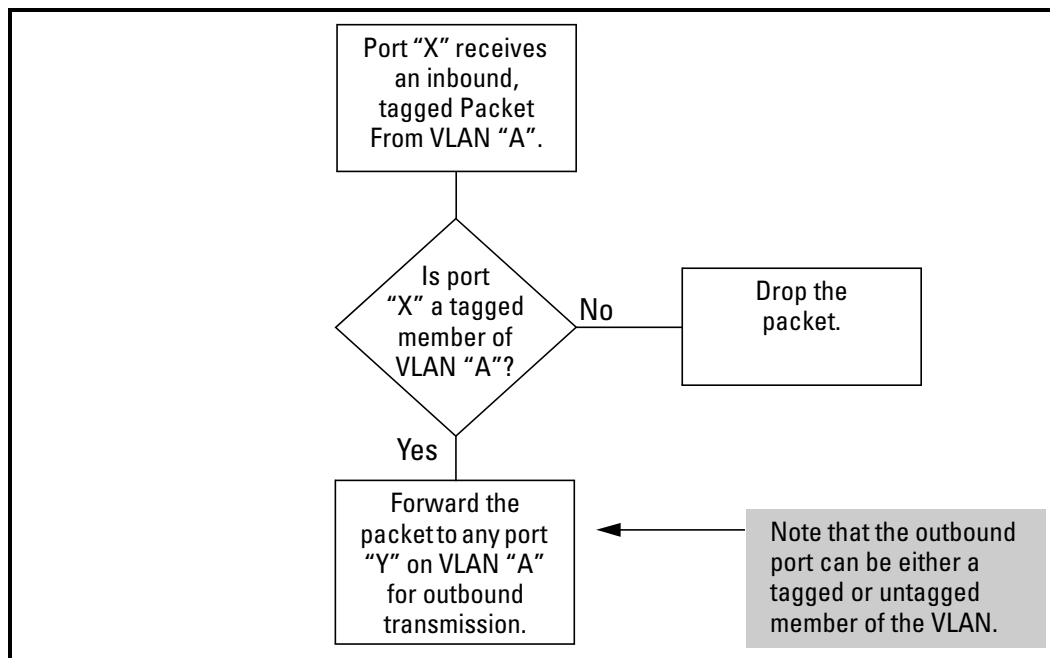 Port “X” receives
an inbound,
tagged Packet
From VLAN “A”.
Is port
“X” a tagged
member of
VLAN “A”?
No
Drop the
packet.
Yes
Forward the
packet to any port
“Y” on VLAN “A”
for outbound
transmission.
Note that the outbound
port can be either a
tagged or untagged
member of the VLAN.